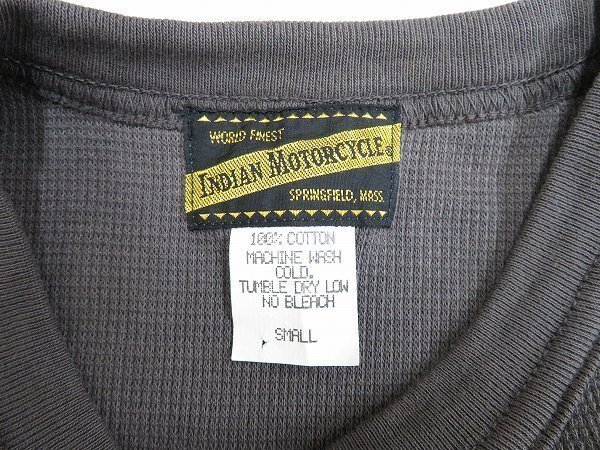 WORLD FINEST
INDIAN MOTORCYCLE®
SPRINGFIELD, MASS.
100% COTTON
MACHINE WASH
COLD.
TUMBLE DRY LOW
NO BLEACH
SMALL